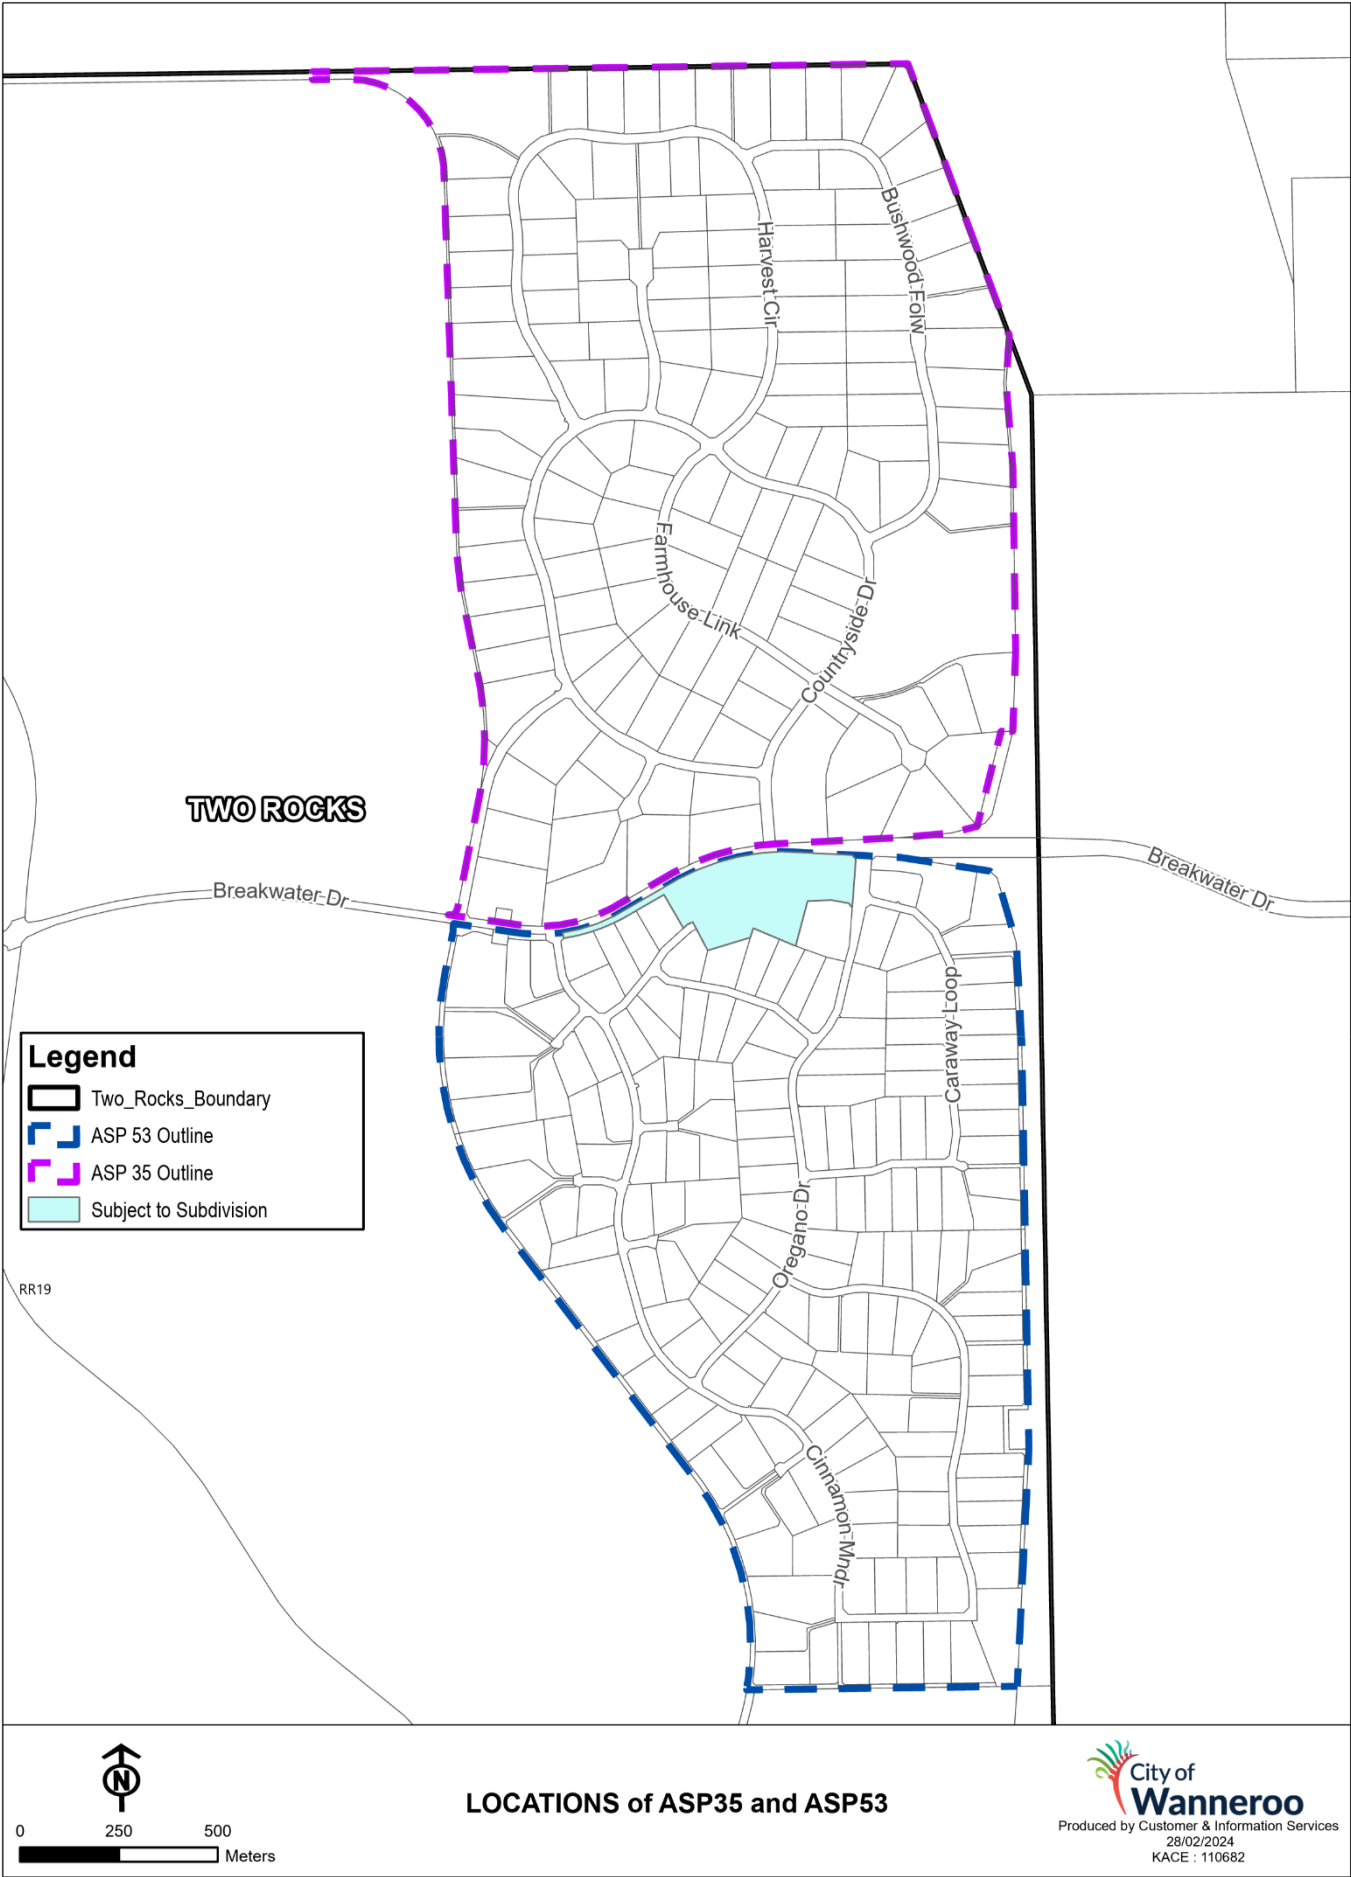 Bushwood Folw
Harvest Cir
Farmhouse Link
Countryside Dr
TWO ROCKS
Breakwater Dr
Breakwater Dr
Caraway Loop
Legend
Two_Rocks_Boundary
ASP 53 Outline
ASP 35 Outline
Subject to Subdivision
Oregano Dr
RR19
Cinnamon Mndr
N
0 250 500
Meters
LOCATIONS of ASP35 and ASP53
City of
Wanneroo
Produced by Customer & Information Services
28/02/2024
KACE : 110682